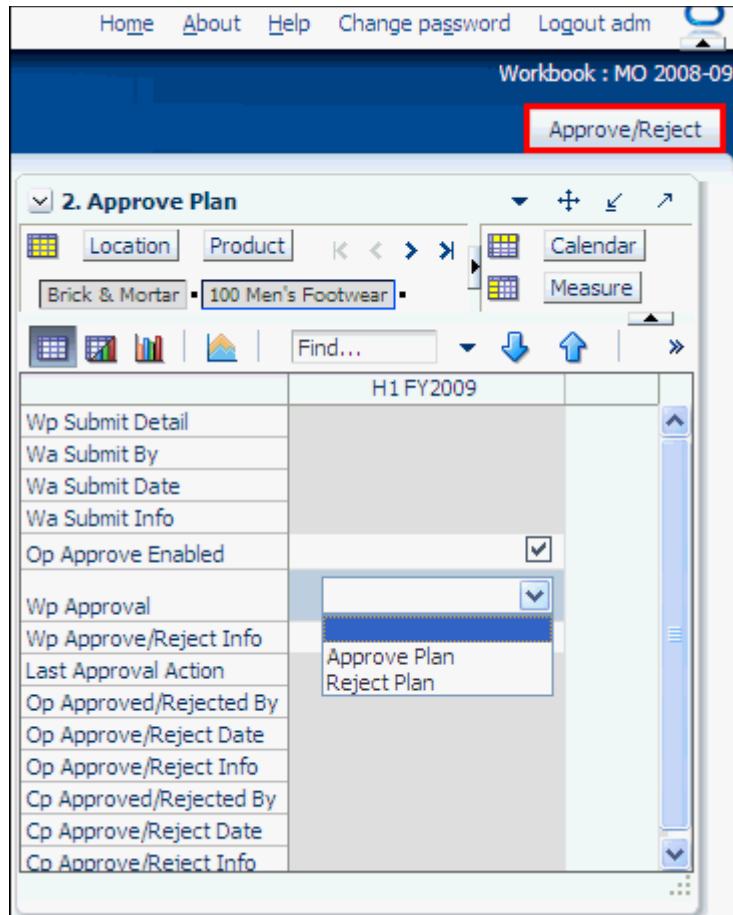 Home About Help Change password Logout adm
Workbook : MO 2008-09
Approve/Reject
2. Approve Plan
Location Product Calendar
Brick & Mortar 100 Men's Footwear Measure
Find...
H1 FY2009
Wp Submit Detail
Wa Submit By
Wa Submit Date
Wa Submit Info
Op Approve Enabled
Wp Approval
Wp Approve/Reject Info
Approve Plan
Last Approval Action
Reject Plan
Op Approved/Rejected By
Op Approve/Reject Date
Op Approve/Reject Info
Cp Approved/Rejected By
Cp Approve/Reject Date
Cp Approve/Reject Info